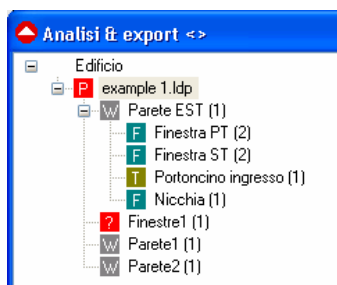 Analisi & export <>
Edificio
P example 1.ldp
W Parete EST (1)
F Finestra PT (2)
F Finestra ST (2)
T Portoncino ingresso (1)
F Nicchia (1)
? Finestre1 (1)
W Parete1 (1)
W Parete2 (1)